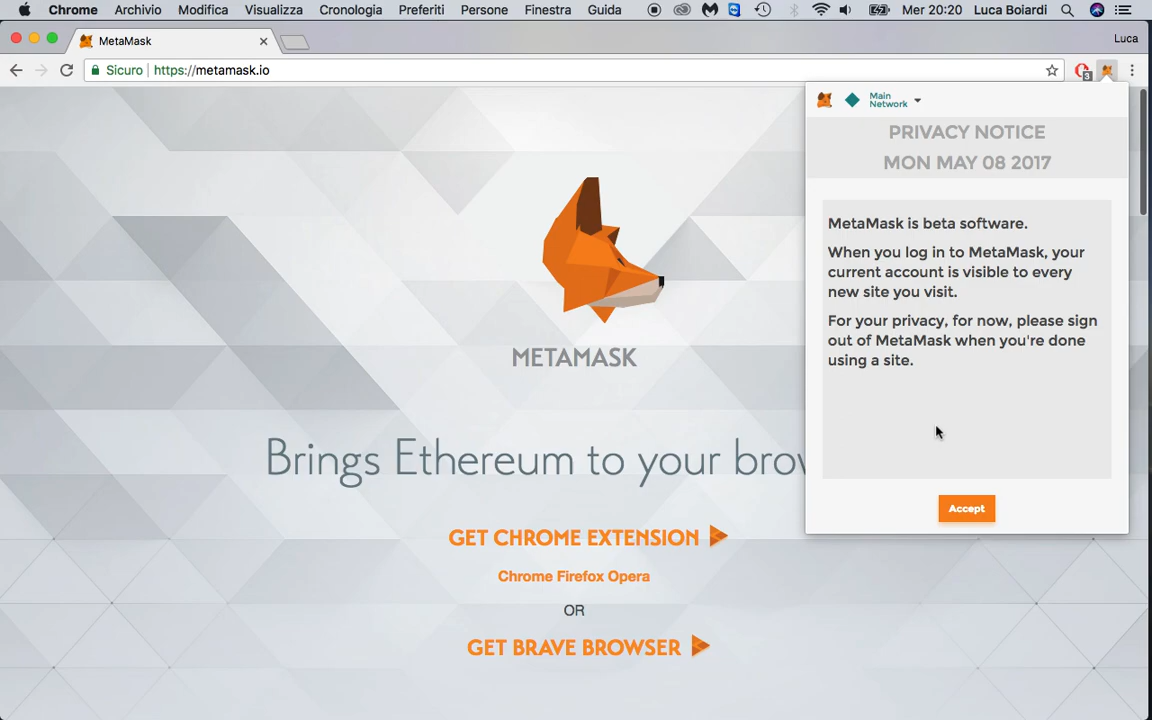 Chrome Archivio Modifica Visualizza Cronologia Preferiti Persone Finestra Guida Mer 20:20 Luca Boiardi
MetaMask
Luca
Sicuro https://metamask.io
3
Main
Network
PRIVACY NOTICE
MON MAY 08 2017
MetaMask is beta software.
When you log in to MetaMask, your
current account is visible to every
new site you visit.
For your privacy, for now, please sign
out of MetaMask when you're done
using a site.
Accept
METAMASK
Brings Ethereum to your brow
GET CHROME EXTENSION
Chrome Firefox Opera
OR
GET BRAVE BROWSER